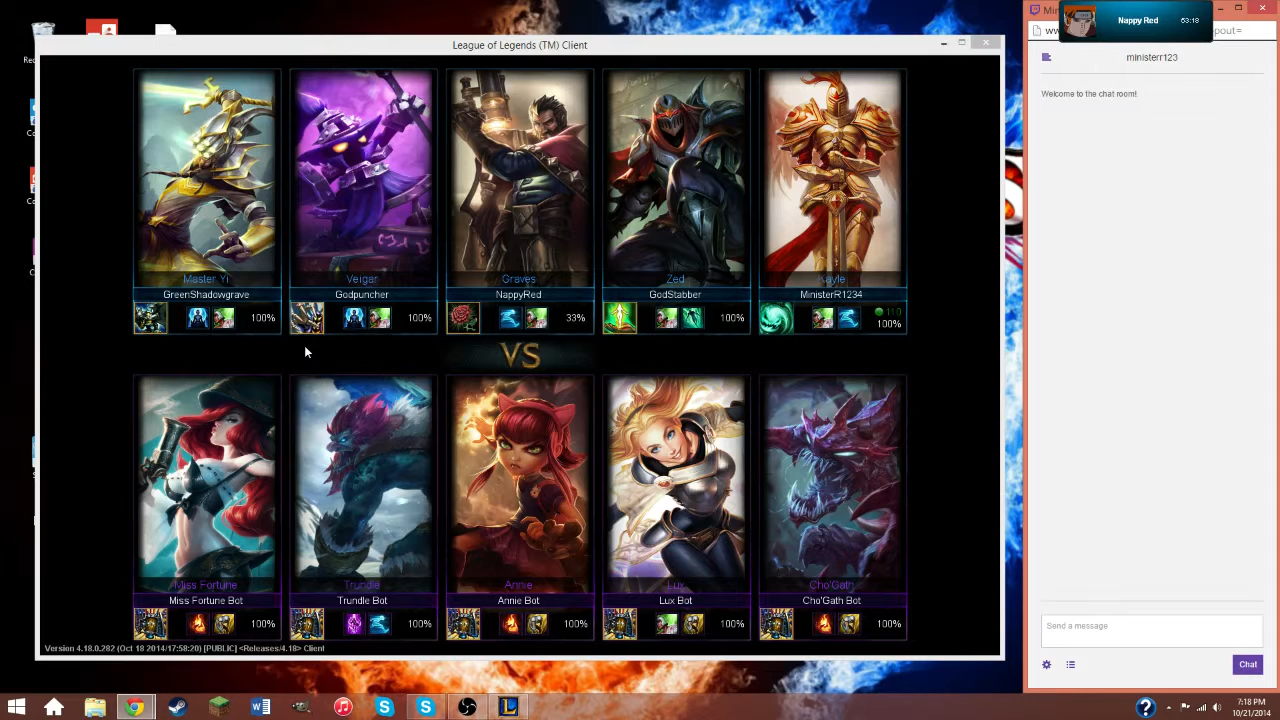 Nappy Red 53:18
League of Legends (TM) Client
pout=
ministerr123
Welcome to the chat room!
Master Yi
GreenShadowgrave
100%
Veigar
Godpuncher
100%
Graves
NappyRed
33%
Zed
GodStabber
100%
Kayle
MinisterR1234
110
100%
VS
Miss Fortune
Miss Fortune Bot
100%
Trundle
Trundle Bot
100%
Annie
Annie Bot
100%
Lux
Lux Bot
100%
Cho'Gath
Cho'Gath Bot
100%
Version 4.18.0.282 (Oct 18 2014/17:58:20) [PUBLIC] <Releases/4.18> Client
Send a message
Chat
7:18 PM
10/21/2014